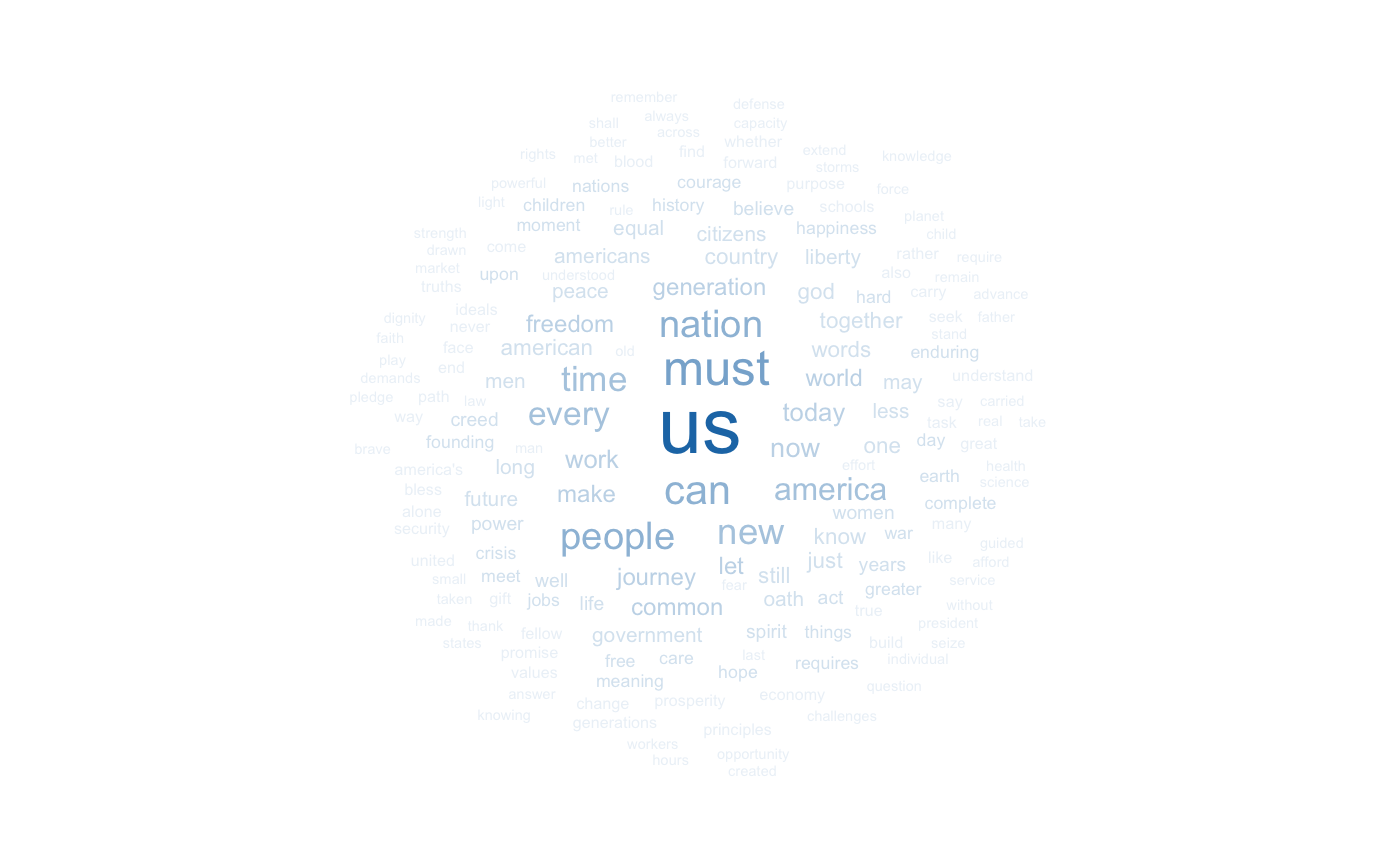 remember
defense
shall always capacity
across
better find whether
rights met blood forward extend knowledge
storms
powerful nations courage purpose force
light children rule history believe schools
strength moment equal citizens happiness planet
child
drawn come americans country liberty rather require
market upon understood also remain
truths peace generation god hard carry advance
dignity ideals freedom nation together seek father
never stand
faith face american old words enduring
play end must
demands men time world may understand
pledge path law every us today less say carried
way creed task real take
brave founding man now one day great
america's long work effort earth health
science
bless future make can america complete
alone women
security power people new know war many
guided
united crisis journey let still just years like afford
small meet well fear service
taken gift jobs life common oath act greater without
true
made thank president
states fellow government spirit things build seize
promise free care last requires individual
values meaning hope
answer change prosperity economy question
knowing generations challenges
principles
workers
hours opportunity
created